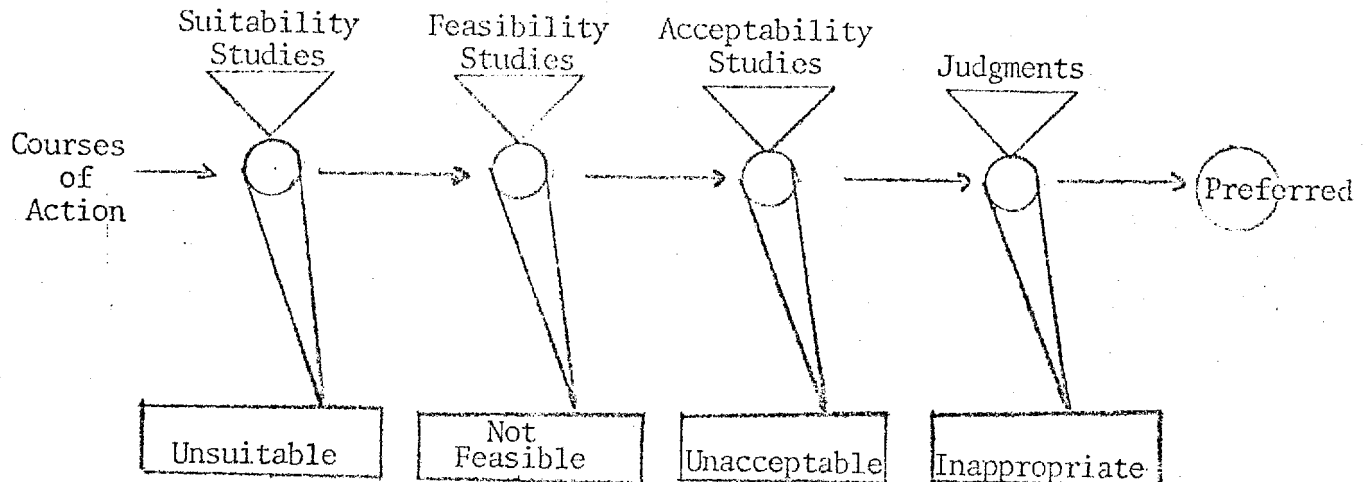 Suitability
Studies
Feasibility
Studies
Acceptability
Studies
Judgments
Courses
of
Action
Preferred
Unsuitable
Not
Feasible
Unacceptable
Inappropriate